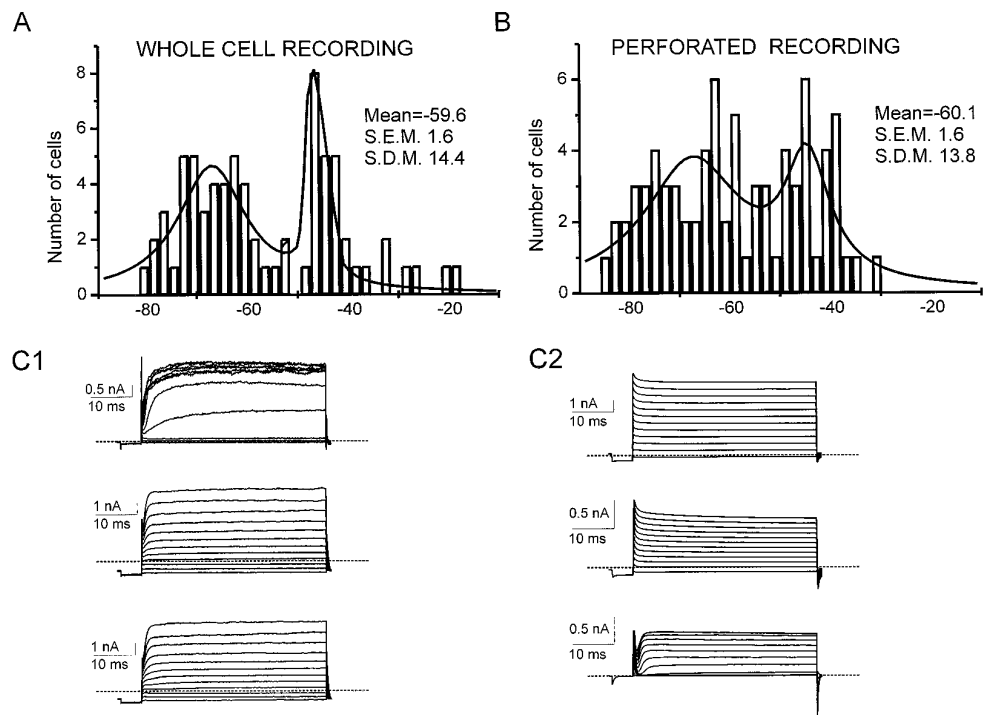 A
WHOLE CELL RECORDING
Number of cells
8
6
4
2
0
Mean=-59.6
S.E.M. 1.6
S.D.M. 14.4
-80
-60
-40
-20
B
PERFORATED RECORDING
Number of cells
6
4
2
0
Mean=-60.1
S.E.M. 1.6
S.D.M. 13.8
-80
-60
-40
-20
C1
0.5 nA
10 ms
1 nA
10 ms
1 nA
10 ms
C2
1 nA
10 ms
0.5 nA
10 ms
0.5 nA
10 ms